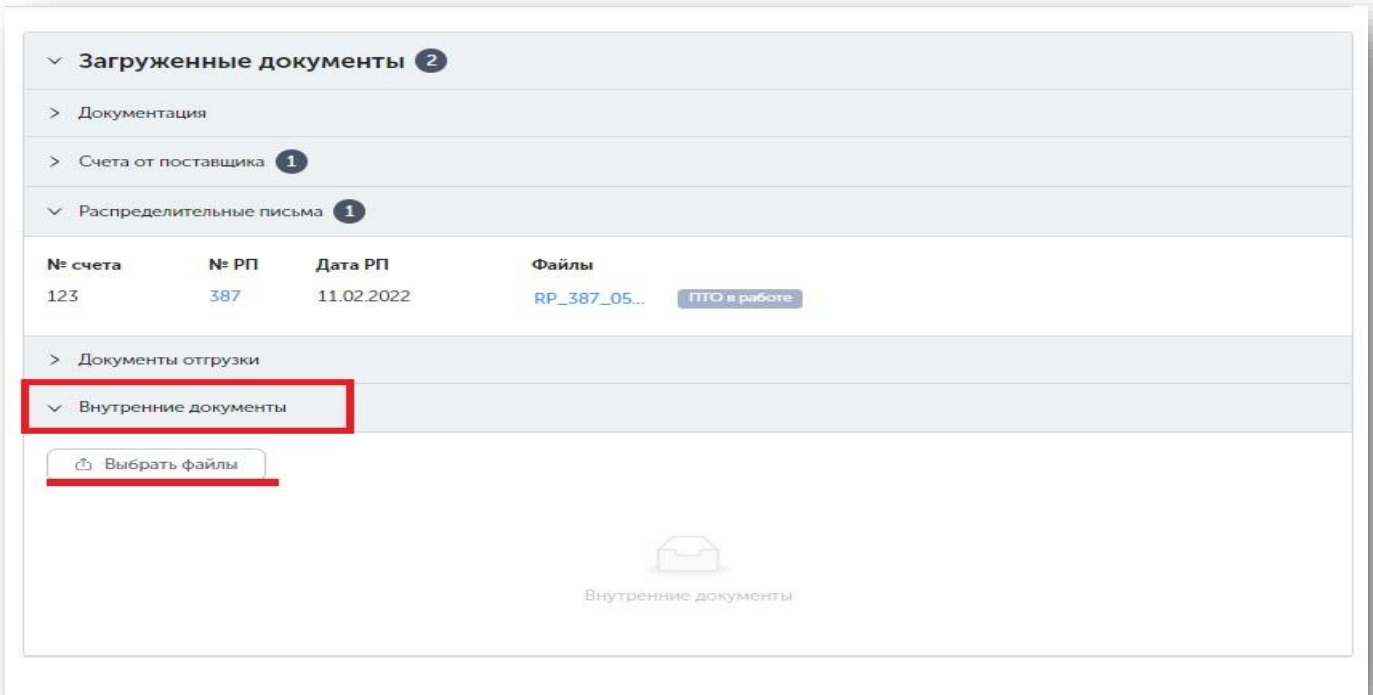 Загруженные документы 2
Документация
Счета от поставщика 1
Распределительные письма 1
№ счета № РП Дата РП Файлы
123 387 11.02.2022 RP_387_05... ПТО в работе
Документы отгрузки
Внутренние документы
Выбрать файлы
Внутренние документы